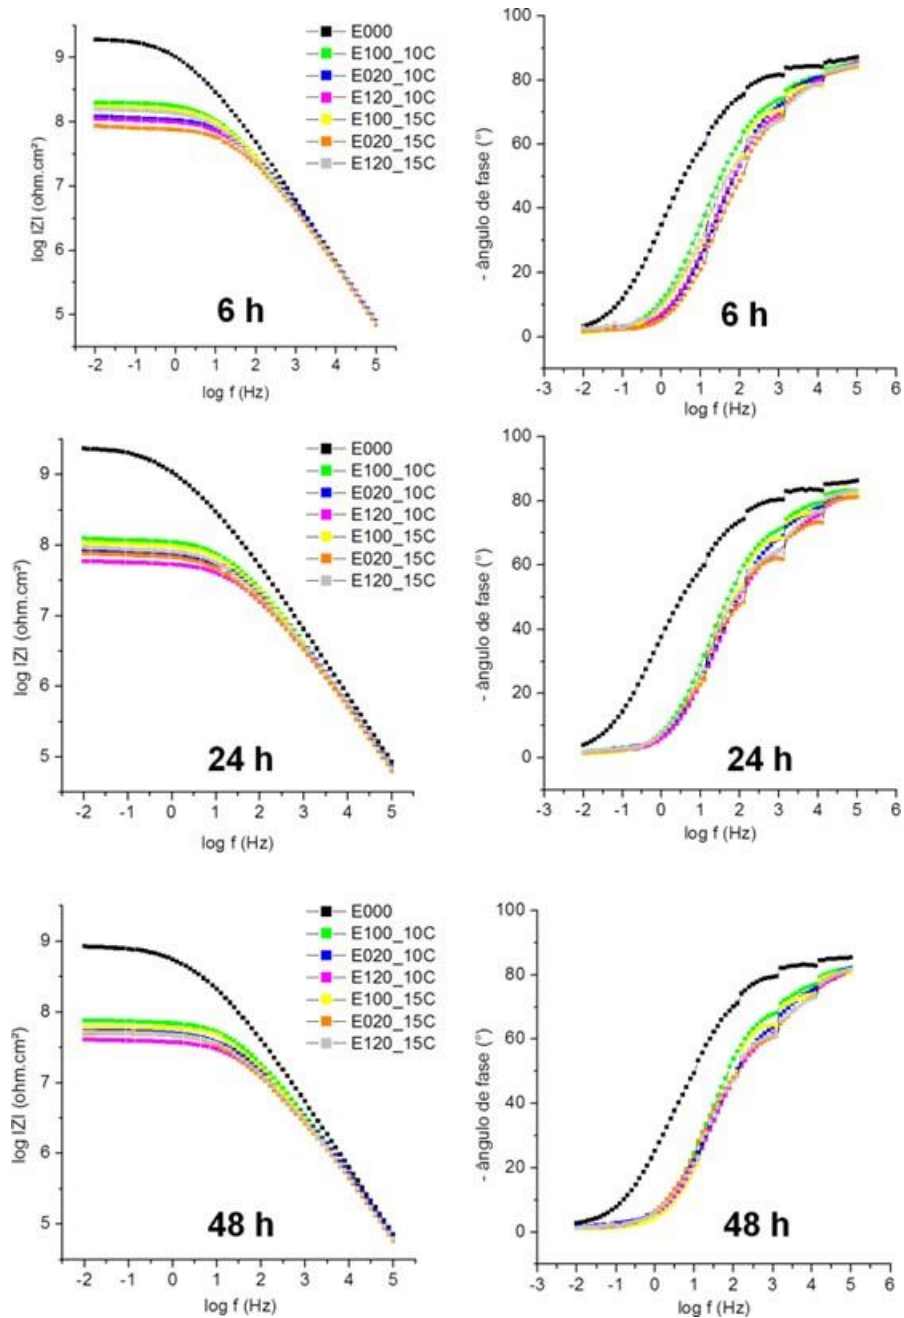 E000
E100_10C
E020_10C
E120_10C
E100_15C
E020_15C
E120_15C
log IZI (ohm.cm²)
9
8
7
6
5
6 h
-2 -1 0 1 2 3 4 5
log f (Hz)
- ângulo de fase (°)
100
80
60
40
20
0
6 h
-3 -2 -1 0 1 2 3 4 5 6
log f (Hz)
E000
E100_10C
E020_10C
E120_10C
E100_15C
E020_15C
E120_15C
log IZI (ohm.cm²)
9
8
7
6
5
24 h
-2 -1 0 1 2 3 4 5
log f (Hz)
- ângulo de fase (°)
100
80
60
40
20
0
24 h
-3 -2 -1 0 1 2 3 4 5 6
log f (Hz)
E000
E100_10C
E020_10C
E120_10C
E100_15C
E020_15C
E120_15C
log IZI (ohm.cm²)
9
8
7
6
5
48 h
-2 -1 0 1 2 3 4 5
log f (Hz)
- ângulo de fase (°)
100
80
60
40
20
0
48 h
-3 -2 -1 0 1 2 3 4 5 6
log f (Hz)